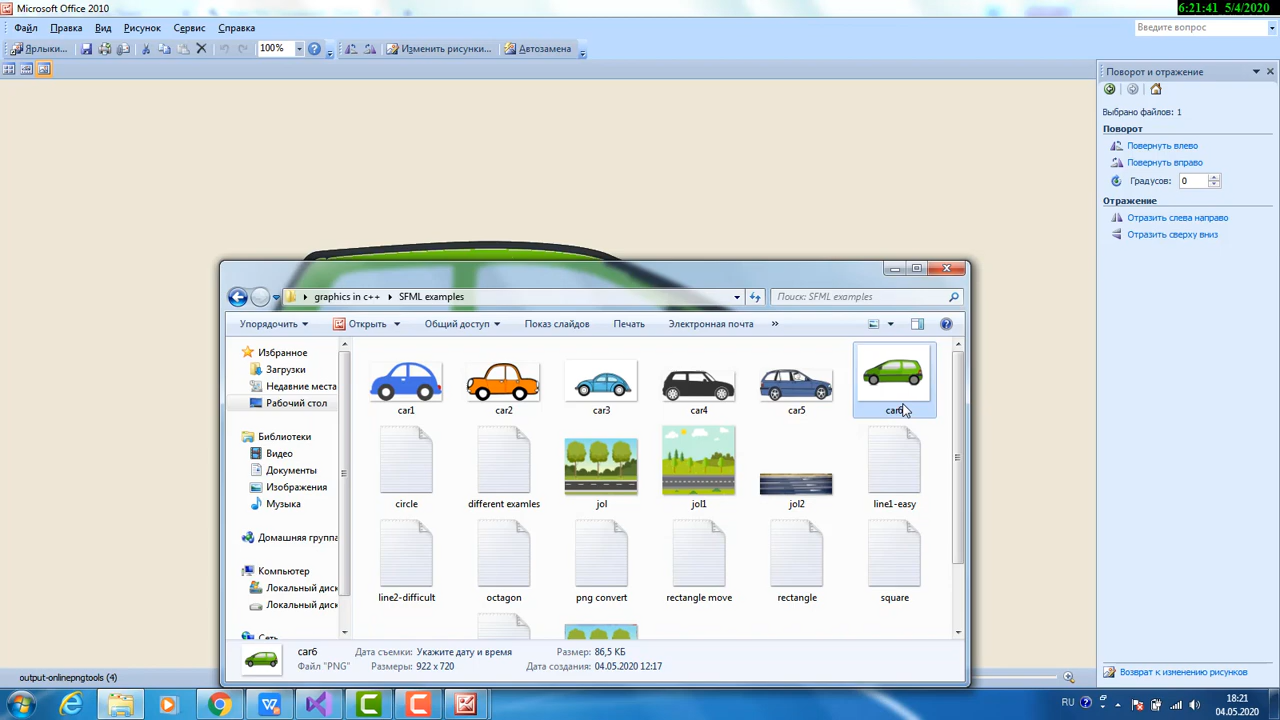 Microsoft Office 2010
6:21:41 5/4/2020
Файл Правка Вид Рисунок Сервис Справка
Введите вопрос
Ярлыки... 100% Изменить рисунки... Автозамена
Поворот и отражение
Выбрано файлов: 1
Поворот
Повернуть влево
Повернуть вправо
Градусов: 0
Отражение
Отразить слева направо
Отразить сверху вниз
graphics in c++ SFML examples
Поиск: SFML examples
Упорядочить Открыть Общий доступ Показ слайдов Печать Электронная почта »
Избранное
Загрузки
Недавние места
Рабочий стол
Библиотеки
Видео
Документы
Изображения
Музыка
Домашняя группа
Компьютер
Локальный диск
Локальный диск
Сеть
car1 car2 car3 car4 car5 car6
circle different examles jol jol1 jol2 line1-easy
line2-difficult octagon png convert rectangle move rectangle square
car6 Дата съемки: Укажите дату и время Размер: 86,5 КБ
Файл "PNG" Размеры: 922 x 720 Дата создания: 04.05.2020 12:17
output-onlinepngtools (4)
Возврат к изменению рисунков
RU
18:21
04.05.2020